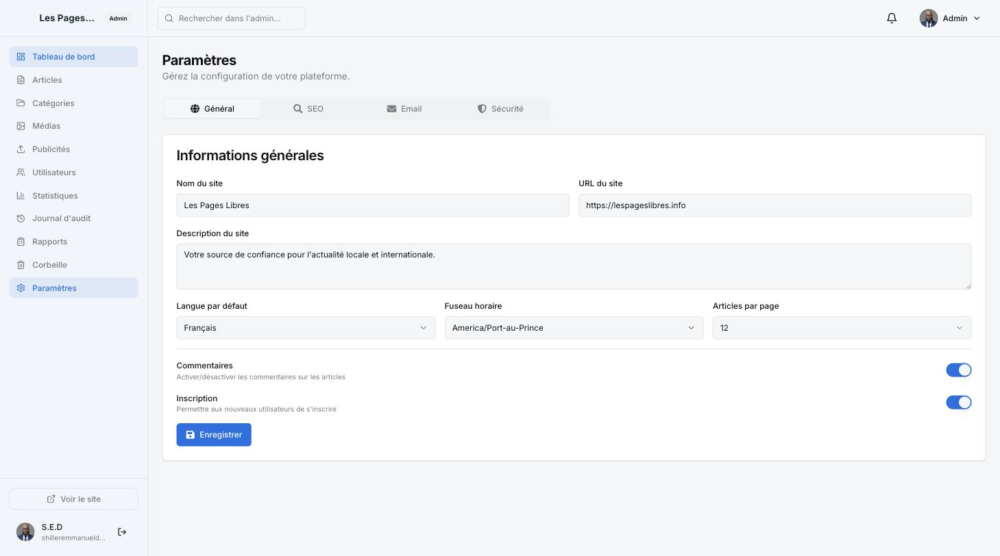 Les Pages...
Admin
Rechercher dans l'admin...
Admin
Tableau de bord
Articles
Catégories
Médias
Publicités
Utilisateurs
Statistiques
Journal d'audit
Rapports
Corbeille
Paramètres
Voir le site
S.E.D
shilleremmanueld...
Paramètres
Gérez la configuration de votre plateforme.
Général
SEO
Email
Sécurité
Informations générales
Nom du site
Les Pages Libres
URL du site
https://lespageslibres.info
Description du site
Votre source de confiance pour l'actualité locale et internationale.
Langue par défaut
Français
Fuseau horaire
America/Port-au-Prince
Articles par page
12
Commentaires
Activer/désactiver les commentaires sur les articles
Inscription
Permettre aux nouveaux utilisateurs de s'inscrire
Enregistrer